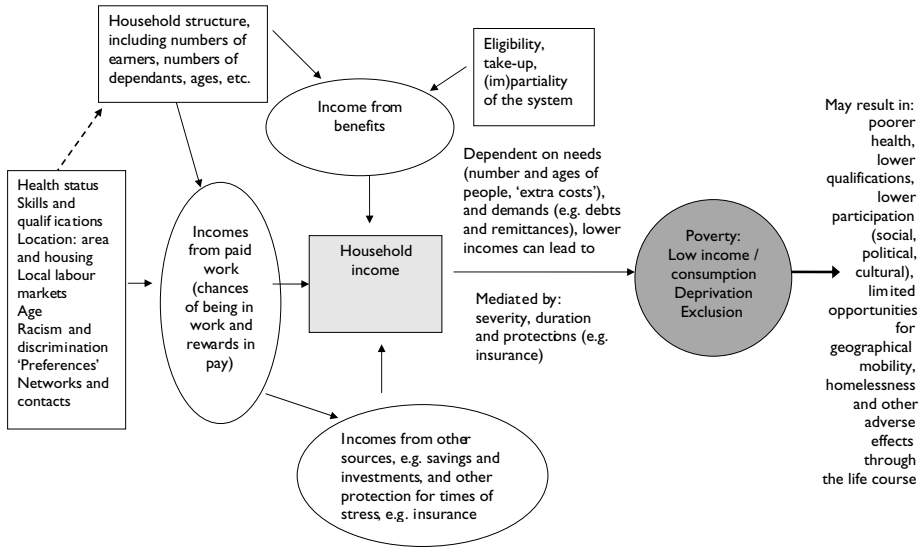 Household structure,
including numbers of
earners, numbers of
dependants, ages, etc.
Eligibility,
take-up,
(im)partiality
of the system
Income from
benefits
Health status
Skills and
qualifications
Location: area
and housing
Local labour
markets
Age
Racism and
discrimination
‘Preferences’
Networks and
contacts
Incomes
from paid
work
(chances
of being in
work and
rewards in
pay)
Household
income
Dependent on needs
(number and ages of
people, ‘extra costs’),
and demands (e.g. debts
and remittances), lower
incomes can lead to
Mediated by:
severity, duration
and protections (e.g.
insurance)
Incomes from other
sources, e.g. savings and
investments, and other
protection for times of
stress, e.g. insurance
Poverty:
Low income /
consumption
Deprivation
Exclusion
May result in:
poorer
health,
lower
qualifications,
lower
participation
(social,
political,
cultural),
limited
opportunities
for
geographical
mobility,
homelessness
and other
adverse
effects
through
the life course